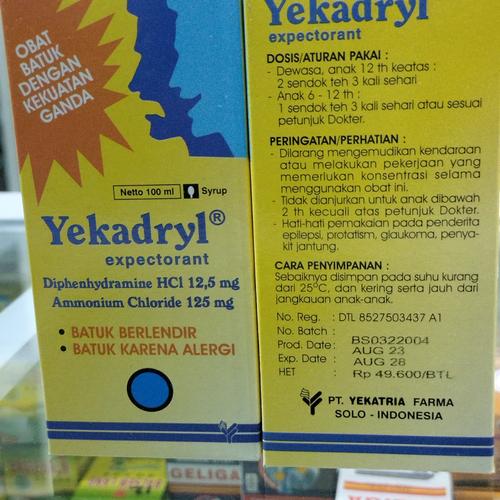 OBAT
BATUK
DENGAN
KEKUATAN
GANDA
Netto 100 ml Syrup
Yekadryl®
expectorant
Diphenhydramine HCl 12,5 mg
Ammonium Chloride 125 mg
• BATUK BERLENDIR
• BATUK KARENA ALERGI
Yekadryl
expectorant
DOSIS/ATURAN PAKAI :
- Dewasa, anak 12 th keatas :
2 sendok teh 3 kali sehari
- Anak 6 - 12 th :
1 sendok teh 3 kali sehari atau sesuai
petunjuk Dokter.
PERINGATAN/PERHATIAN :
- Dilarang mengemudikan kendaraan
atau melakukan pekerjaan yang
memerlukan konsentrasi selama
menggunakan obat ini.
- Tidak dianjurkan untuk anak dibawah
2 th kecuali atas petunjuk Dokter.
- Hati-hati pemakaian pada penderita
epilepsi, protatism, glaukoma, penya-
kit jantung.
CARA PENYIMPANAN :
Sebaiknya disimpan pada suhu kurang
dari 25°C, dan kering serta jauh dari
jangkauan anak-anak.
No. Reg. : DTL 8527503437 A1
No. Batch : BS0322004
Prod. Date : AUG 23
Exp. Date : AUG 28
HET : Rp 49.600/BTL
PT. YEKATRIA FARMA
SOLO - INDONESIA
GELIGA